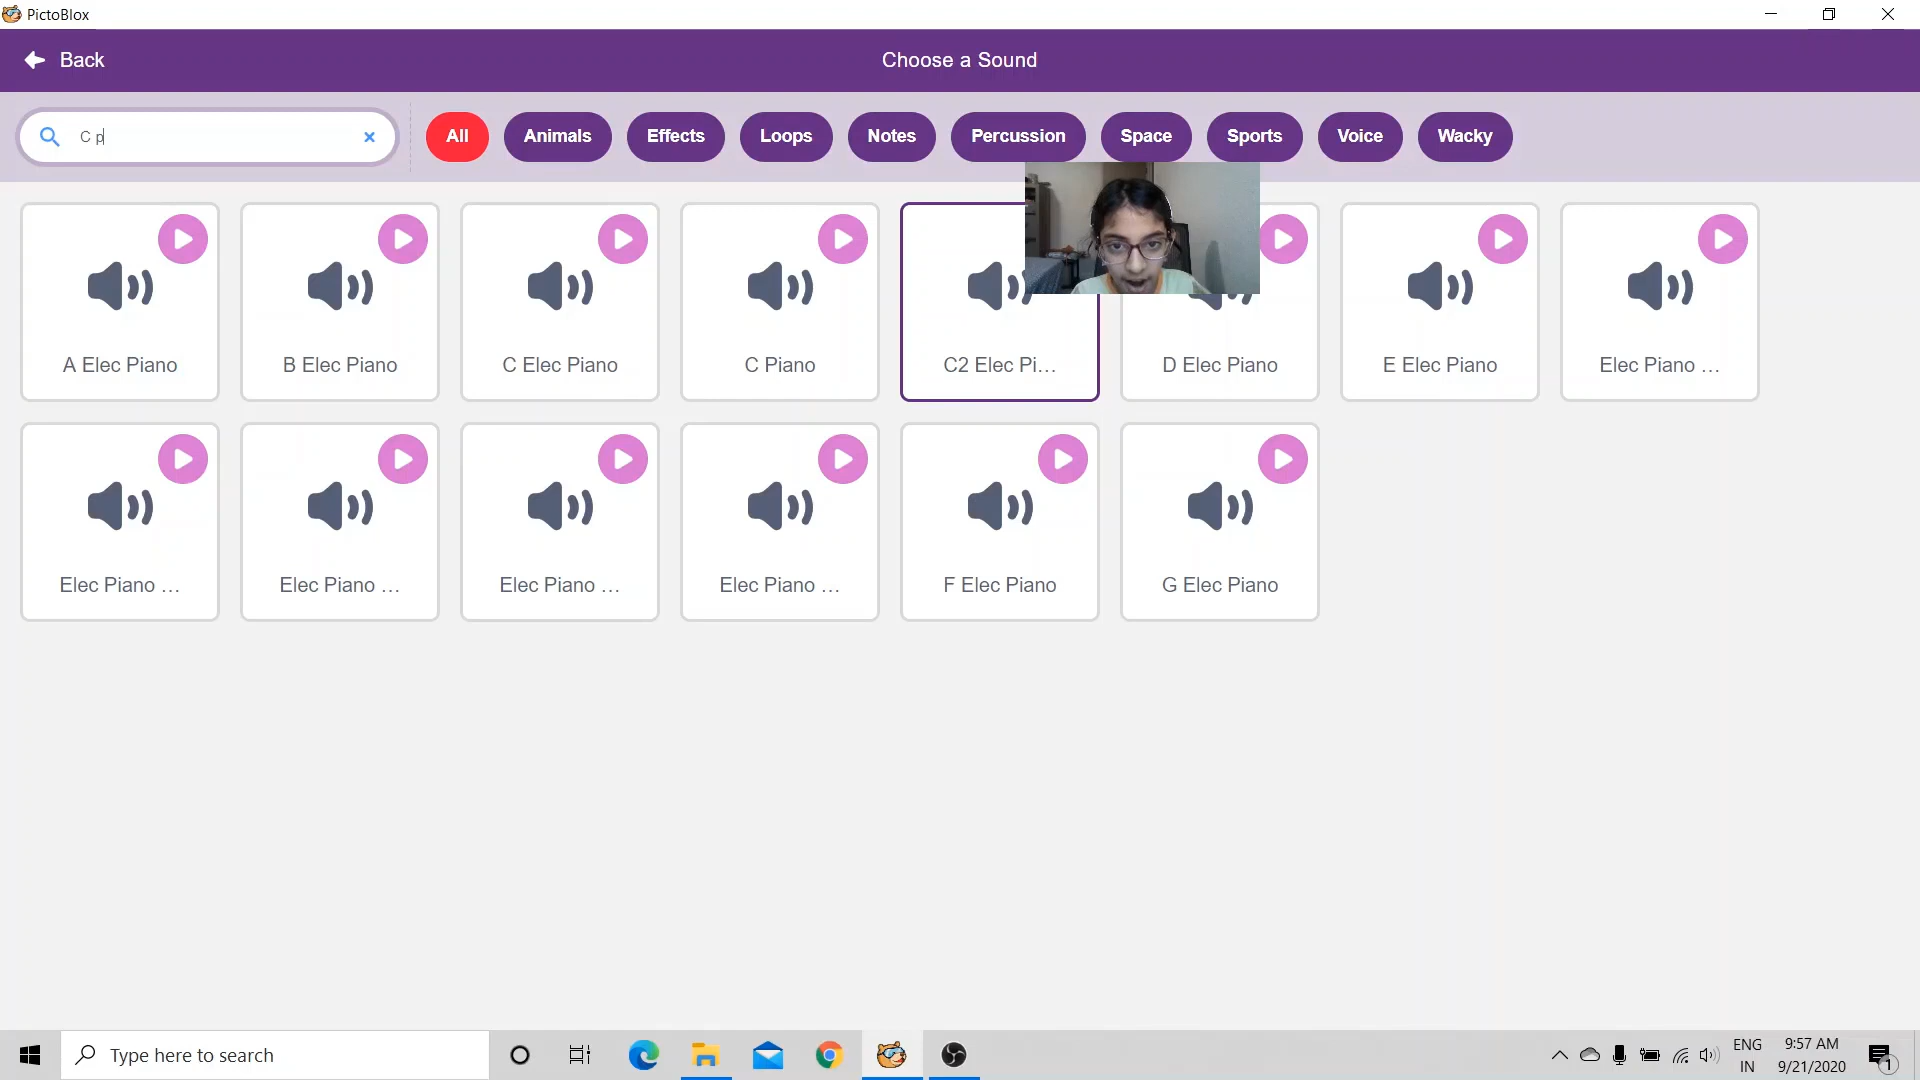 PictoBlox
Back
Choose a Sound
C p
All
Animals
Effects
Loops
Notes
Percussion
Space
Sports
Voice
Wacky
A Elec Piano
B Elec Piano
C Elec Piano
C Piano
C2 Elec Pi…
D Elec Piano
E Elec Piano
Elec Piano …
Elec Piano …
Elec Piano …
Elec Piano …
Elec Piano …
F Elec Piano
G Elec Piano
Type here to search
ENG
IN
9:57 AM
9/21/2020
1